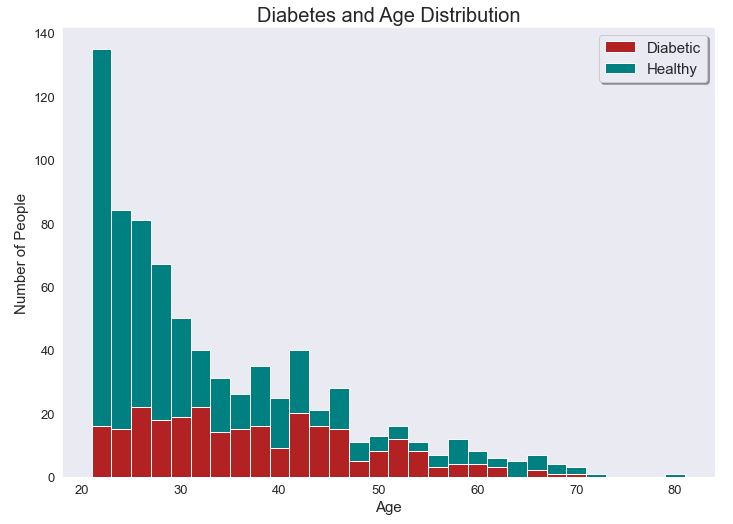 Diabetes and Age Distribution
Diabetic
Healthy
Number of People
140
120
100
80
60
40
20
0
20 30 40 50 60 70 80
Age